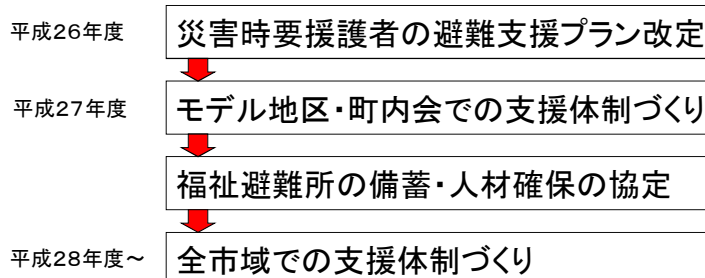 平成26年度
災害時要援護者の避難支援プラン改定
平成27年度
モデル地区・町内会での支援体制づくり
福祉避難所の備蓄・人材確保の協定
平成28年度~
全市域での支援体制づくり